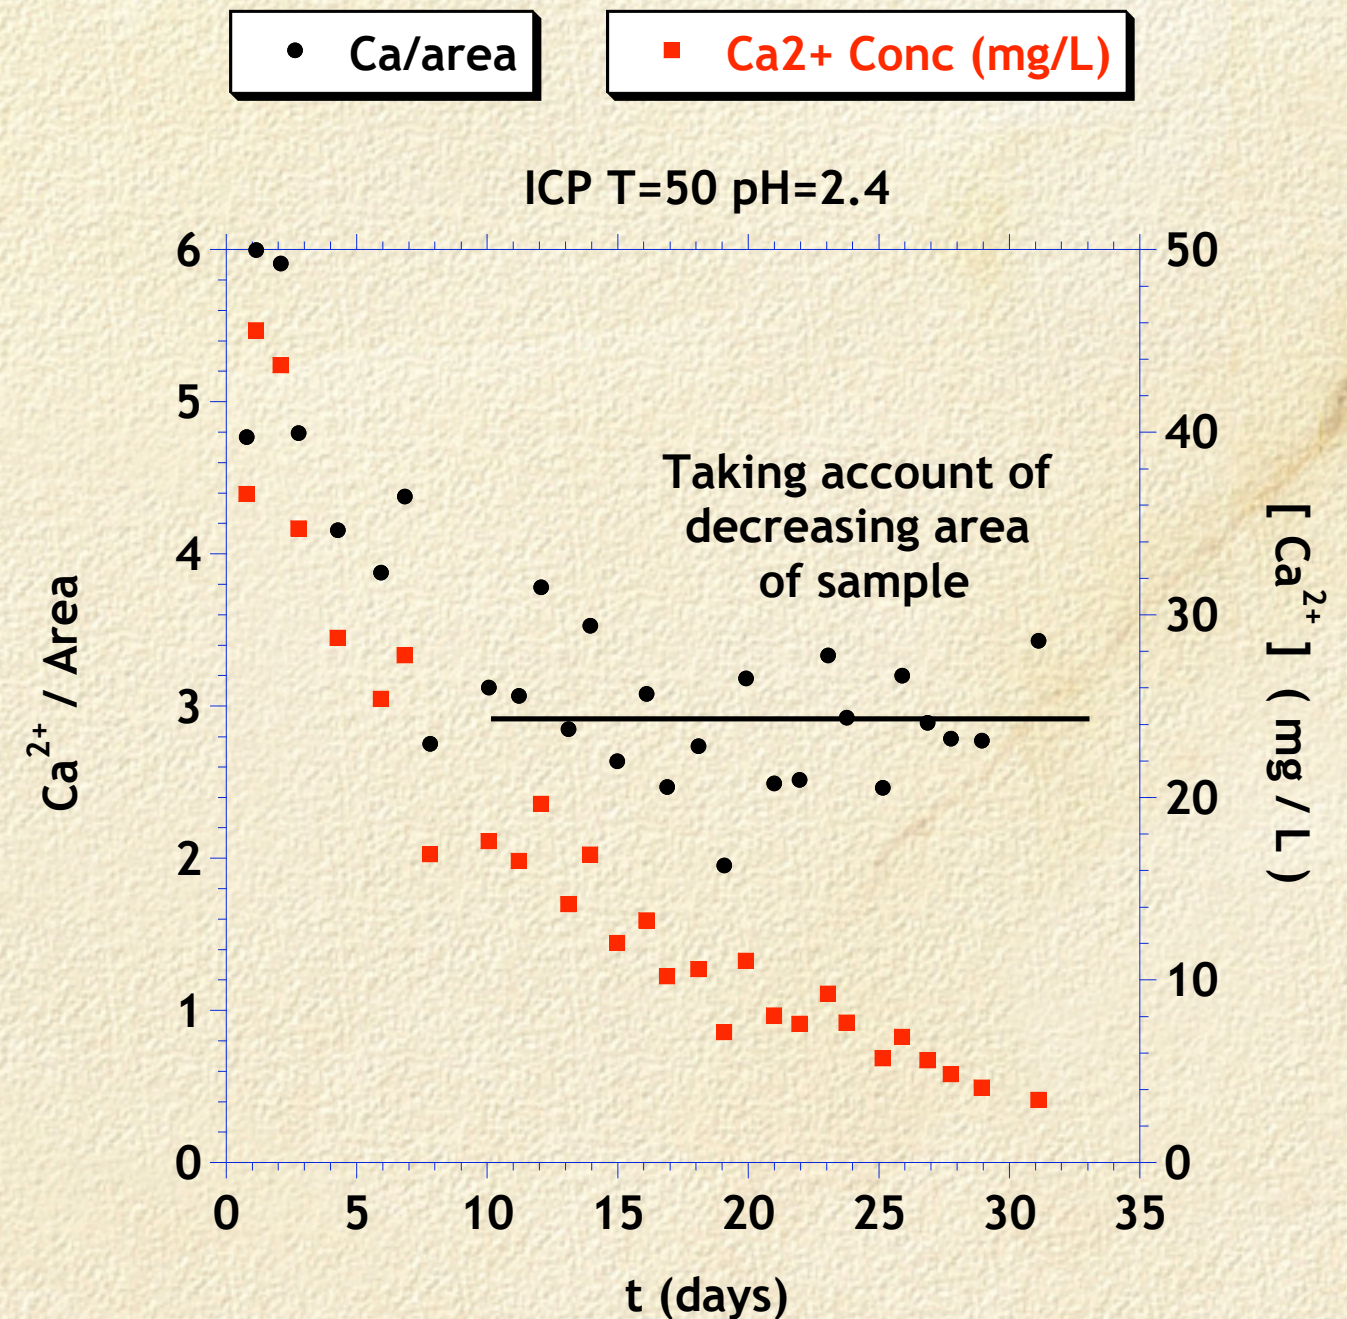 Ca/area
Ca2+ Conc (mg/L)
ICP T=50 pH=2.4
6
5
4
3
2
1
0
50
40
30
20
10
0
Taking account of
decreasing area
of sample
Ca²⁺ / Area
[ Ca²⁺ ] ( mg / L )
0 5 10 15 20 25 30 35
t (days)